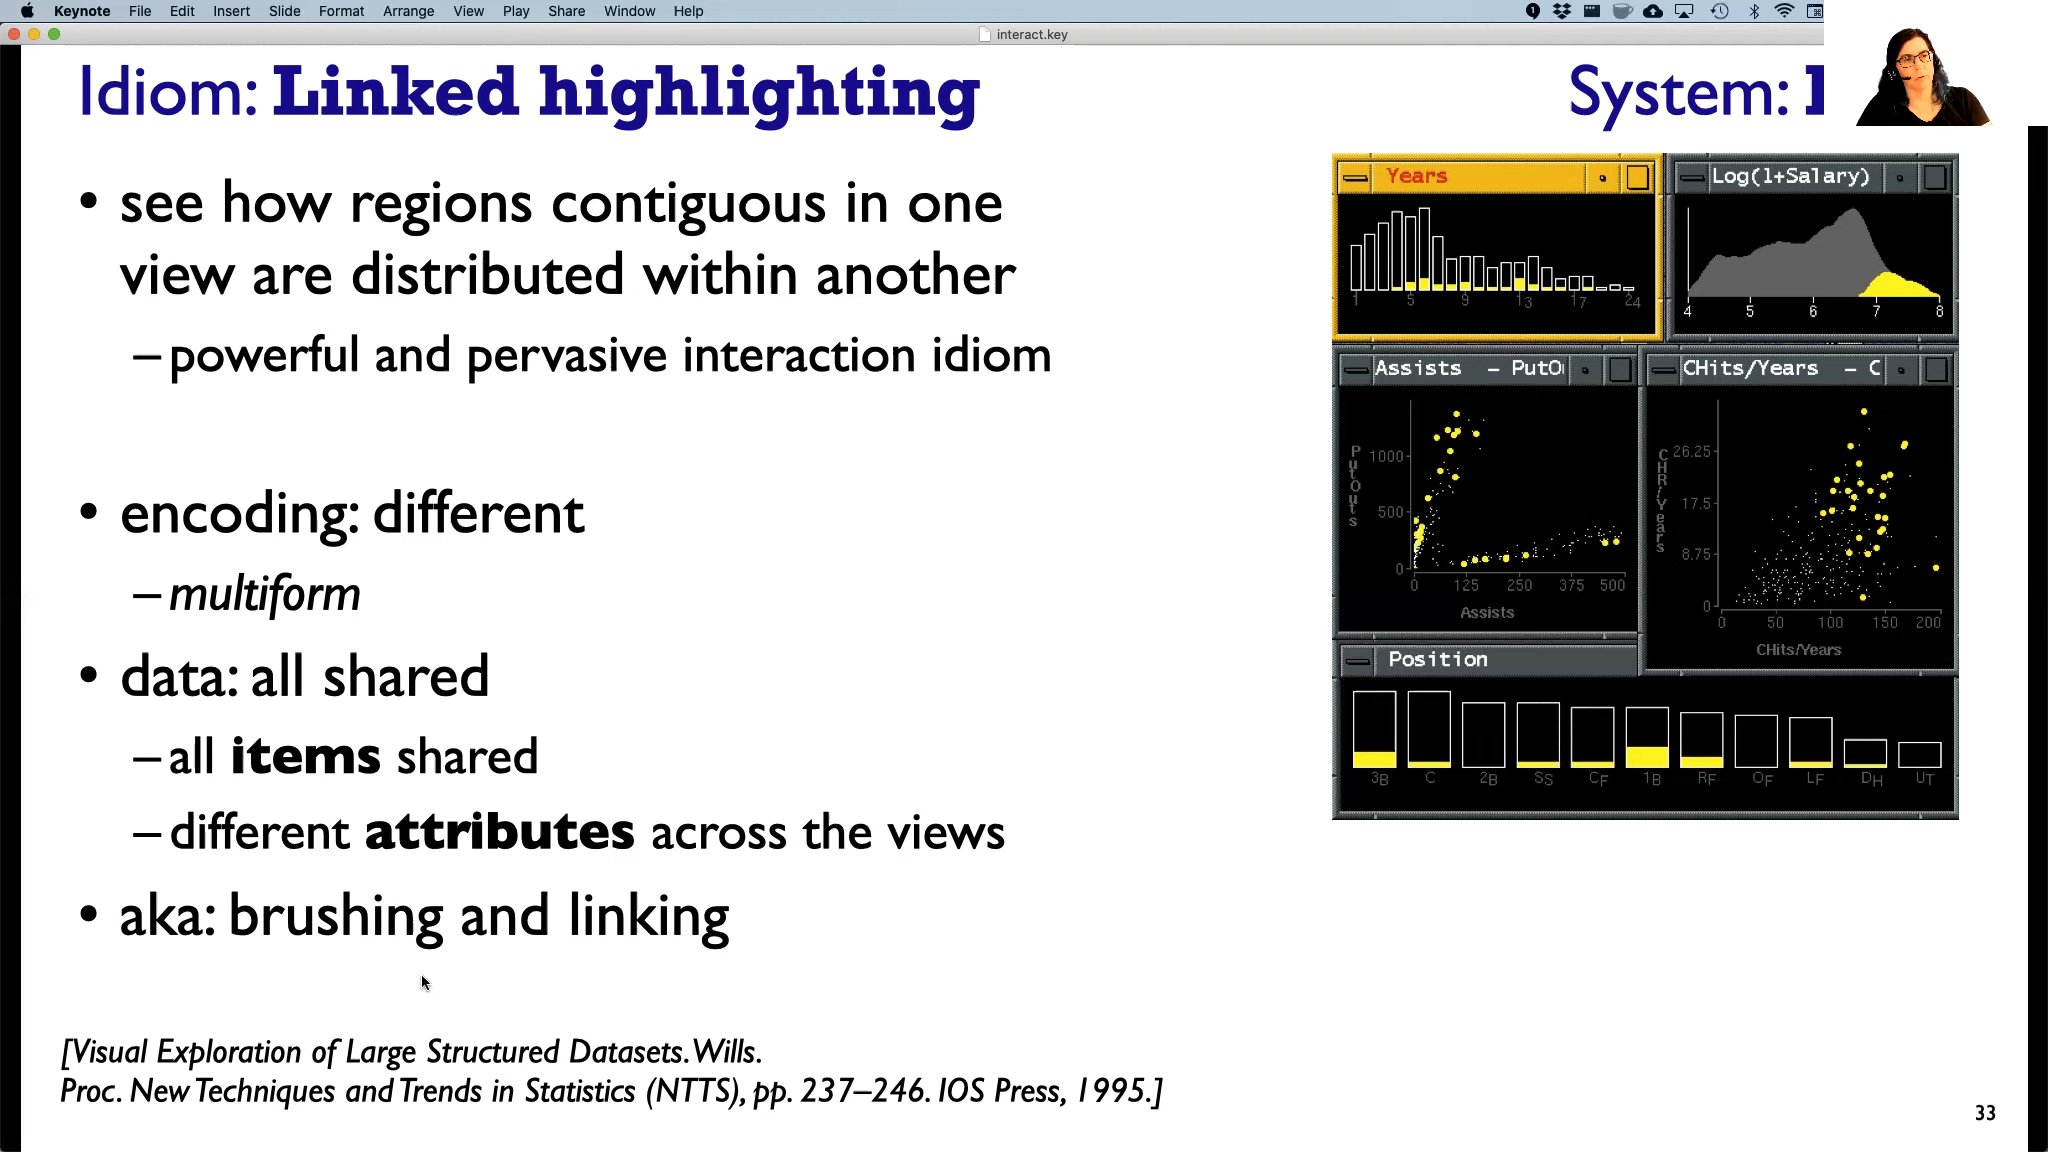 Keynote File Edit Insert Slide Format Arrange View Play Share Window Help
interact.key
Idiom: Linked highlighting
System:
• see how regions contiguous in one
view are distributed within another
– powerful and pervasive interaction idiom
• encoding: different
– multiform
• data: all shared
– all items shared
– different attributes across the views
• aka: brushing and linking
[Visual Exploration of Large Structured Datasets. Wills.
Proc. New Techniques and Trends in Statistics (NTTS), pp. 237–246. IOS Press, 1995.]
33
Years
1 5 9 13 17 24
Log(1+Salary)
4 5 6 7 8
Assists - PutO
PutOuts
1000
500
0
0 125 250 375 500
Assists
CHits/Years - C
CHR/Years
26.25
17.5
8.75
0
0 50 100 150 200
CHits/Years
Position
3B C 2B SS CF 1B RF OF LF DH UT